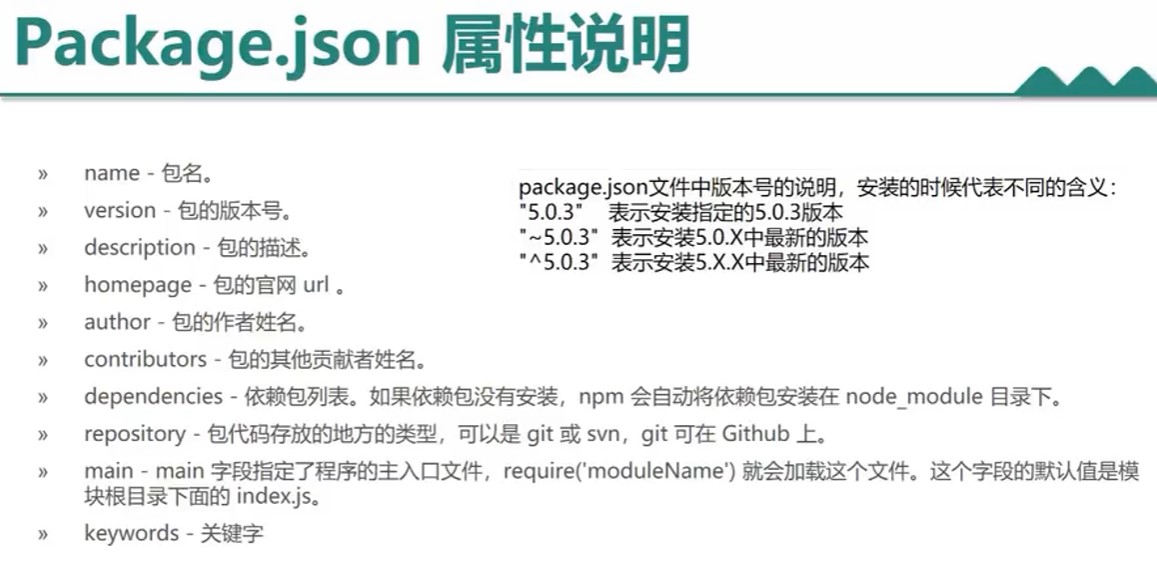 Package.json 属性说明
» name - 包名。
» version - 包的版本号。
» description - 包的描述。
» homepage - 包的官网 url 。
» author - 包的作者姓名。
» contributors - 包的其他贡献者姓名。
» dependencies - 依赖包列表。如果依赖包没有安装，npm 会自动将依赖包安装在 node_module 目录下。
» repository - 包代码存放的地方的类型，可以是 git 或 svn，git 可在 Github 上。
» main - main 字段指定了程序的主入口文件，require('moduleName') 就会加载这个文件。这个字段的默认值是模
块根目录下面的 index.js。
» keywords - 关键字
package.json文件中版本号的说明，安装的时候代表不同的含义：
"5.0.3" 表示安装指定的5.0.3版本
"~5.0.3" 表示安装5.0.X中最新的版本
"^5.0.3" 表示安装5.X.X中最新的版本